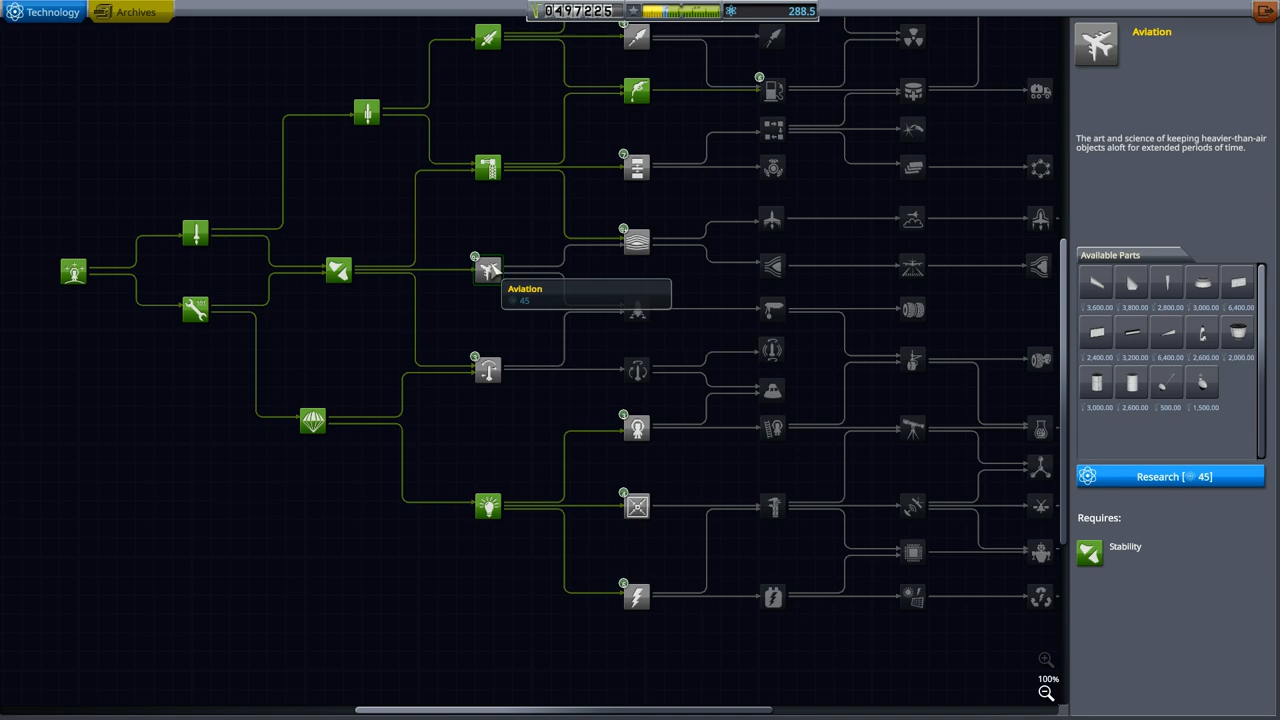 Technology
Archives
0497225
288.5
Aviation
The art and science of keeping heavier-than-air
objects aloft for extended periods of time.
Available Parts
3,600.00 3,800.00 2,800.00 3,000.00 6,400.00
2,400.00 3,200.00 6,400.00 2,600.00 2,000.00
3,000.00 2,600.00 500.00 1,500.00
Research [ 45]
Requires:
Stability
Aviation
45
7
101
100%